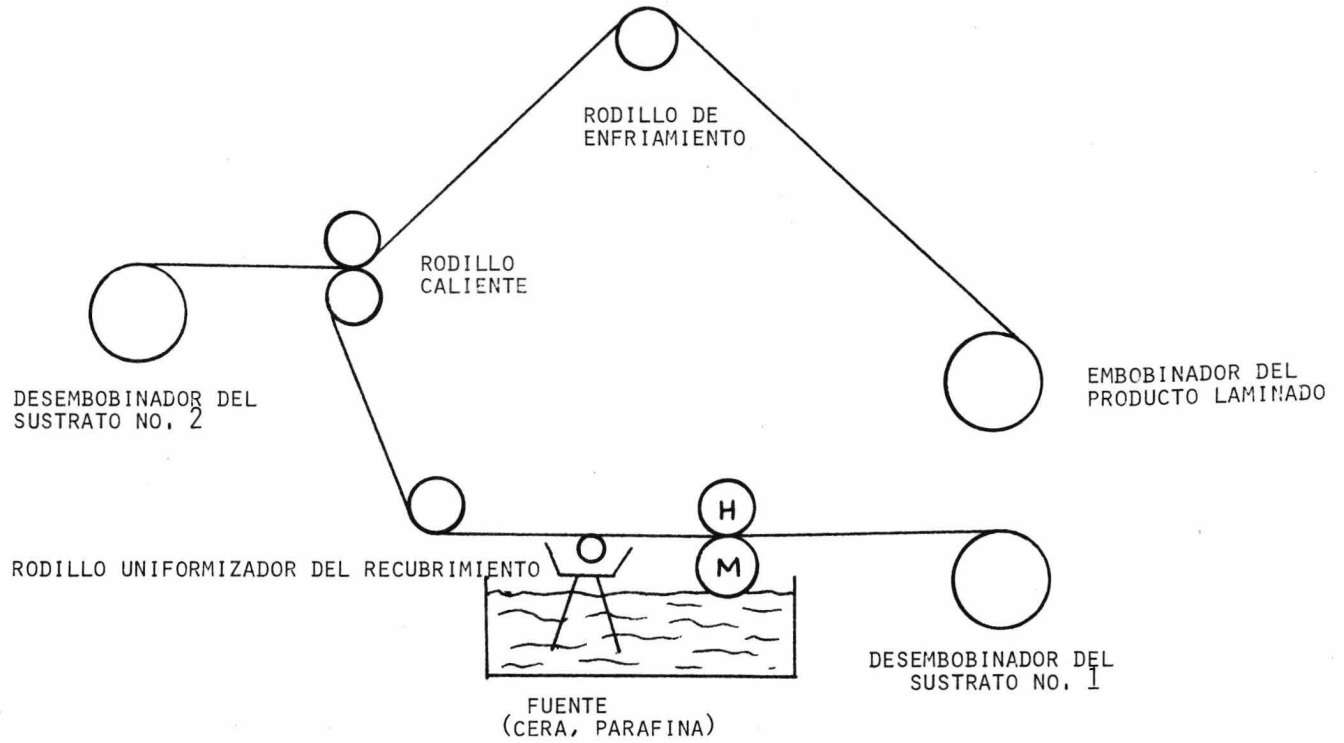 RODILLO DE
ENFRIAMIENTO
RODILLO
CALIENTE
DESEMBOBINADOR DEL
SUSTRATO NO. 2
EMBOBINADOR DEL
PRODUCTO LAMINADO
H
M
RODILLO UNIFORMIZADOR DEL RECUBRIMIENTO
DESEMBOBINADOR DEL
SUSTRATO NO. 1
FUENTE
(CERA, PARAFINA)